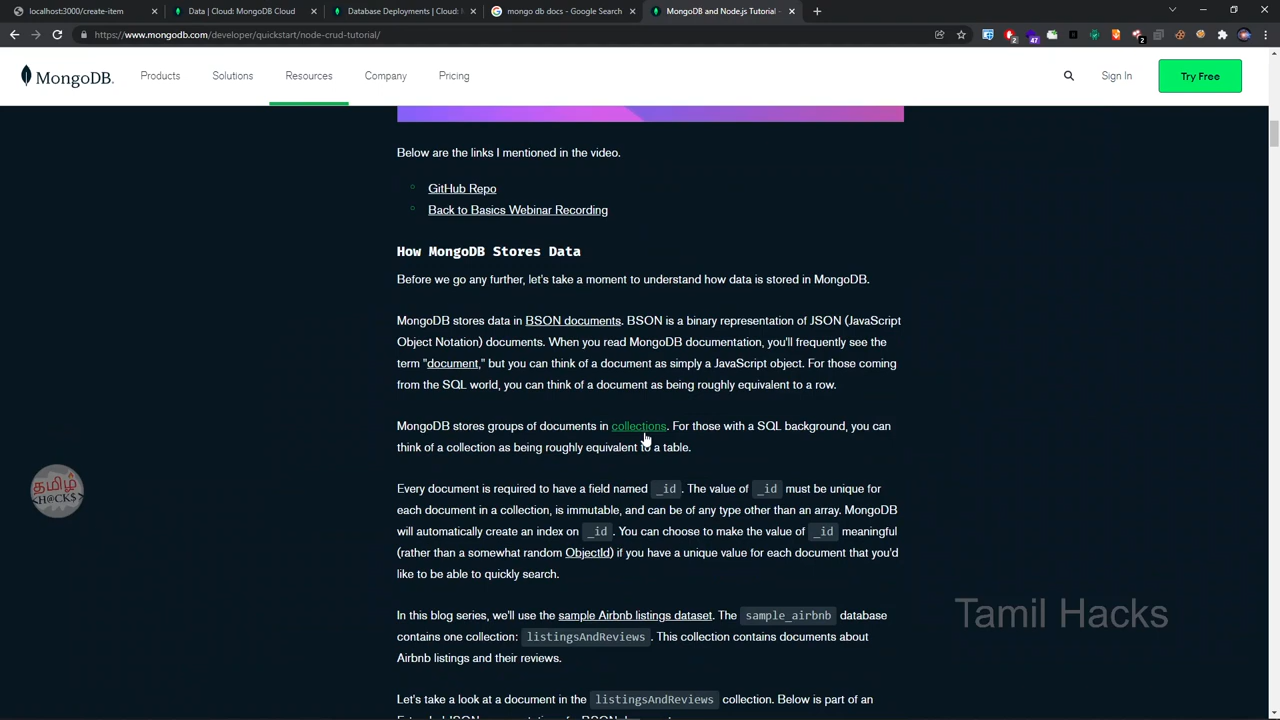 localhost:3000/create-item
Data | Cloud: MongoDB Cloud
Database Deployments | Cloud:
mongo db docs - Google Search
MongoDB and Node.js Tutorial -
https://www.mongodb.com/developer/quickstart/node-crud-tutorial/
2
47
2
MongoDB.
Products
Solutions
Resources
Company
Pricing
Sign In
Try Free
Below are the links I mentioned in the video.
GitHub Repo
Back to Basics Webinar Recording
How MongoDB Stores Data
Before we go any further, let's take a moment to understand how data is stored in MongoDB.
MongoDB stores data in BSON documents. BSON is a binary representation of JSON (JavaScript
Object Notation) documents. When you read MongoDB documentation, you'll frequently see the
term "document," but you can think of a document as simply a JavaScript object. For those coming
from the SQL world, you can think of a document as being roughly equivalent to a row.
MongoDB stores groups of documents in collections. For those with a SQL background, you can
think of a collection as being roughly equivalent to a table.
Every document is required to have a field named _id. The value of _id must be unique for
each document in a collection, is immutable, and can be of any type other than an array. MongoDB
will automatically create an index on _id. You can choose to make the value of _id meaningful
(rather than a somewhat random ObjectId) if you have a unique value for each document that you'd
like to be able to quickly search.
In this blog series, we'll use the sample Airbnb listings dataset. The sample_airbnb database
contains one collection: listingsAndReviews. This collection contains documents about
Airbnb listings and their reviews.
Let's take a look at a document in the listingsAndReviews collection. Below is part of an
தமிழ்
<H@CK$>
Tamil Hacks